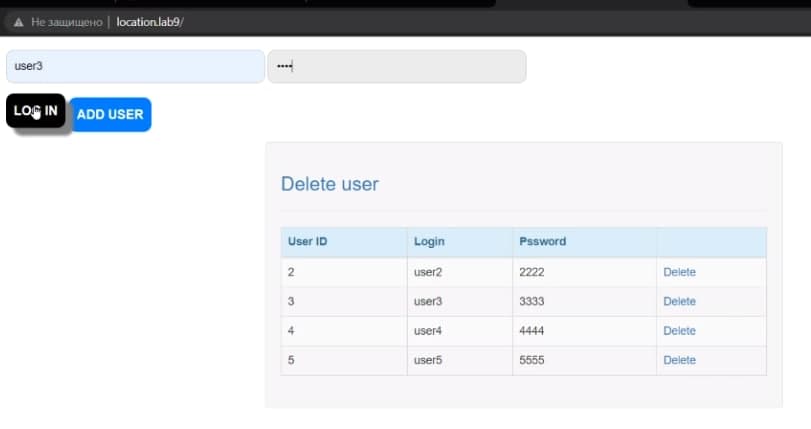 Не защищено | location.lab9/
user3 ••••
LOG IN ADD USER
Delete user
User ID Login Pssword
2 user2 2222 Delete
3 user3 3333 Delete
4 user4 4444 Delete
5 user5 5555 Delete